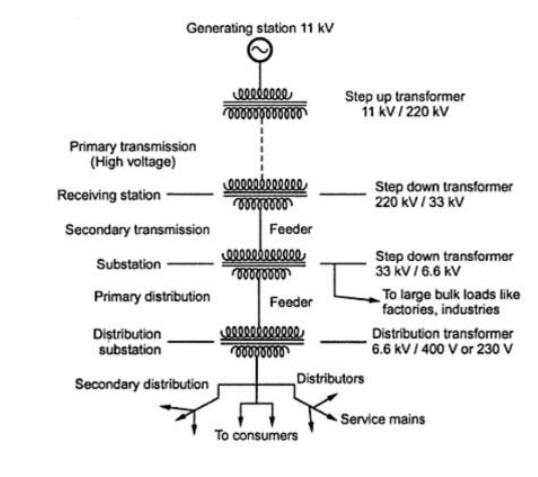 Generating station 11 kV
Step up transformer
11 kV / 220 kV
Primary transmission
(High voltage)
Receiving station
Step down transformer
220 kV / 33 kV
Secondary transmission
Feeder
Substation
Step down transformer
33 kV / 6.6 kV
To large bulk loads like
factories, industries
Primary distribution
Feeder
Distribution
substation
Distribution transformer
6.6 kV / 400 V or 230 V
Secondary distribution
Distributors
Service mains
To consumers